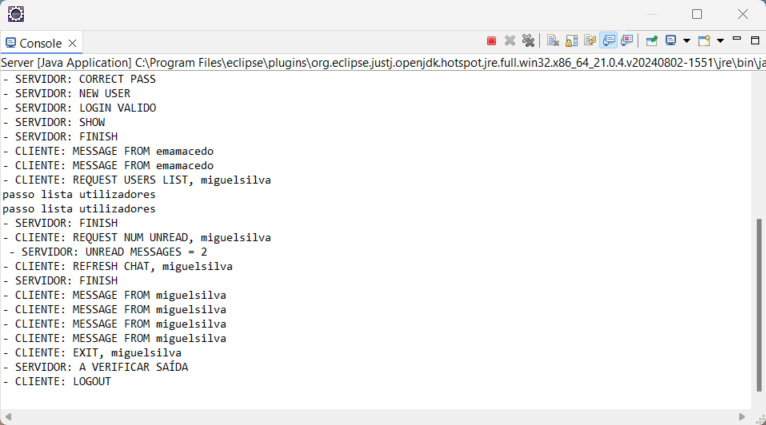 Console
Server [Java Application] C:\Program Files\eclipse\plugins\org.eclipse.justj.openjdk.hotspot.jre.full.win32.x86_64_21.0.4.v20240802-1551\jre\bin\ja
- SERVIDOR: CORRECT PASS
- SERVIDOR: NEW USER
- SERVIDOR: LOGIN VALIDO
- SERVIDOR: SHOW
- SERVIDOR: FINISH
- CLIENTE: MESSAGE FROM emamacedo
- CLIENTE: MESSAGE FROM emamacedo
- CLIENTE: REQUEST USERS LIST, miguelsilva
passo lista utilizadores
passo lista utilizadores
- SERVIDOR: FINISH
- CLIENTE: REQUEST NUM UNREAD, miguelsilva
 - SERVIDOR: UNREAD MESSAGES = 2
- CLIENTE: REFRESH CHAT, miguelsilva
- SERVIDOR: FINISH
- CLIENTE: MESSAGE FROM miguelsilva
- CLIENTE: MESSAGE FROM miguelsilva
- CLIENTE: MESSAGE FROM miguelsilva
- CLIENTE: MESSAGE FROM miguelsilva
- CLIENTE: EXIT, miguelsilva
- SERVIDOR: A VERIFICAR SAÍDA
- CLIENTE: LOGOUT